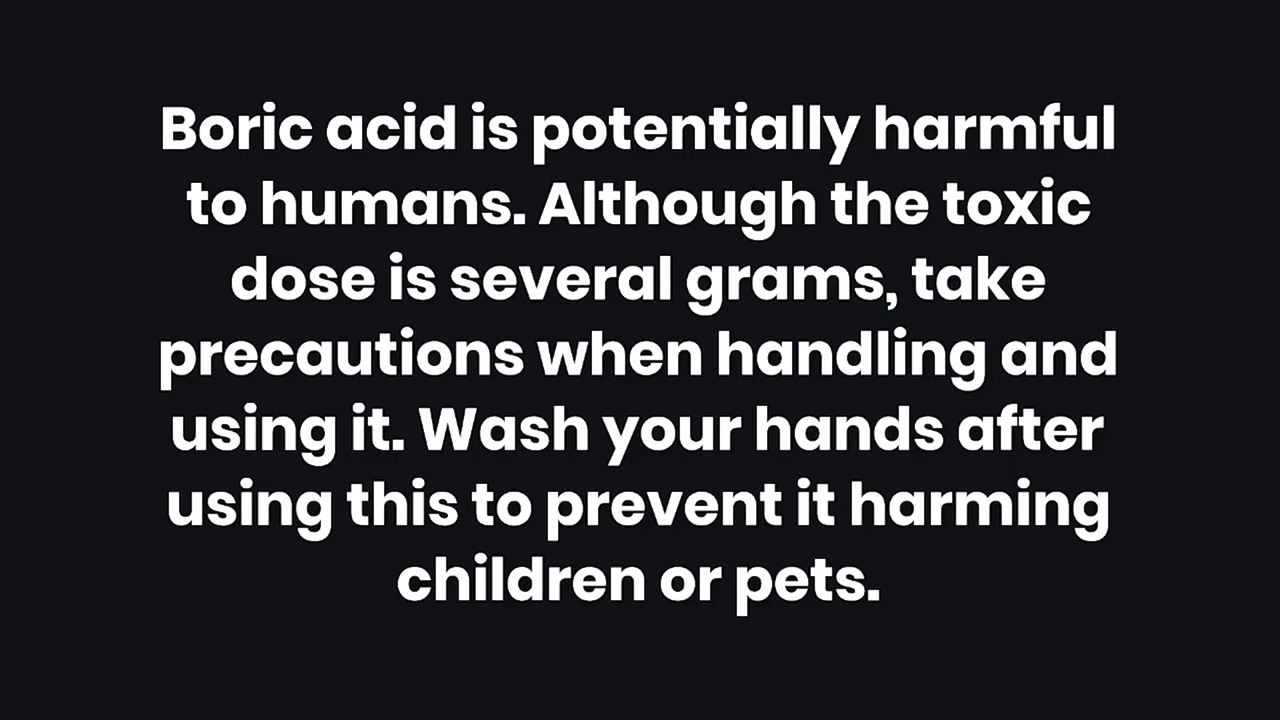 Boric acid is potentially harmful
to humans. Although the toxic
dose is several grams, take
precautions when handling and
using it. Wash your hands after
using this to prevent it harming
children or pets.